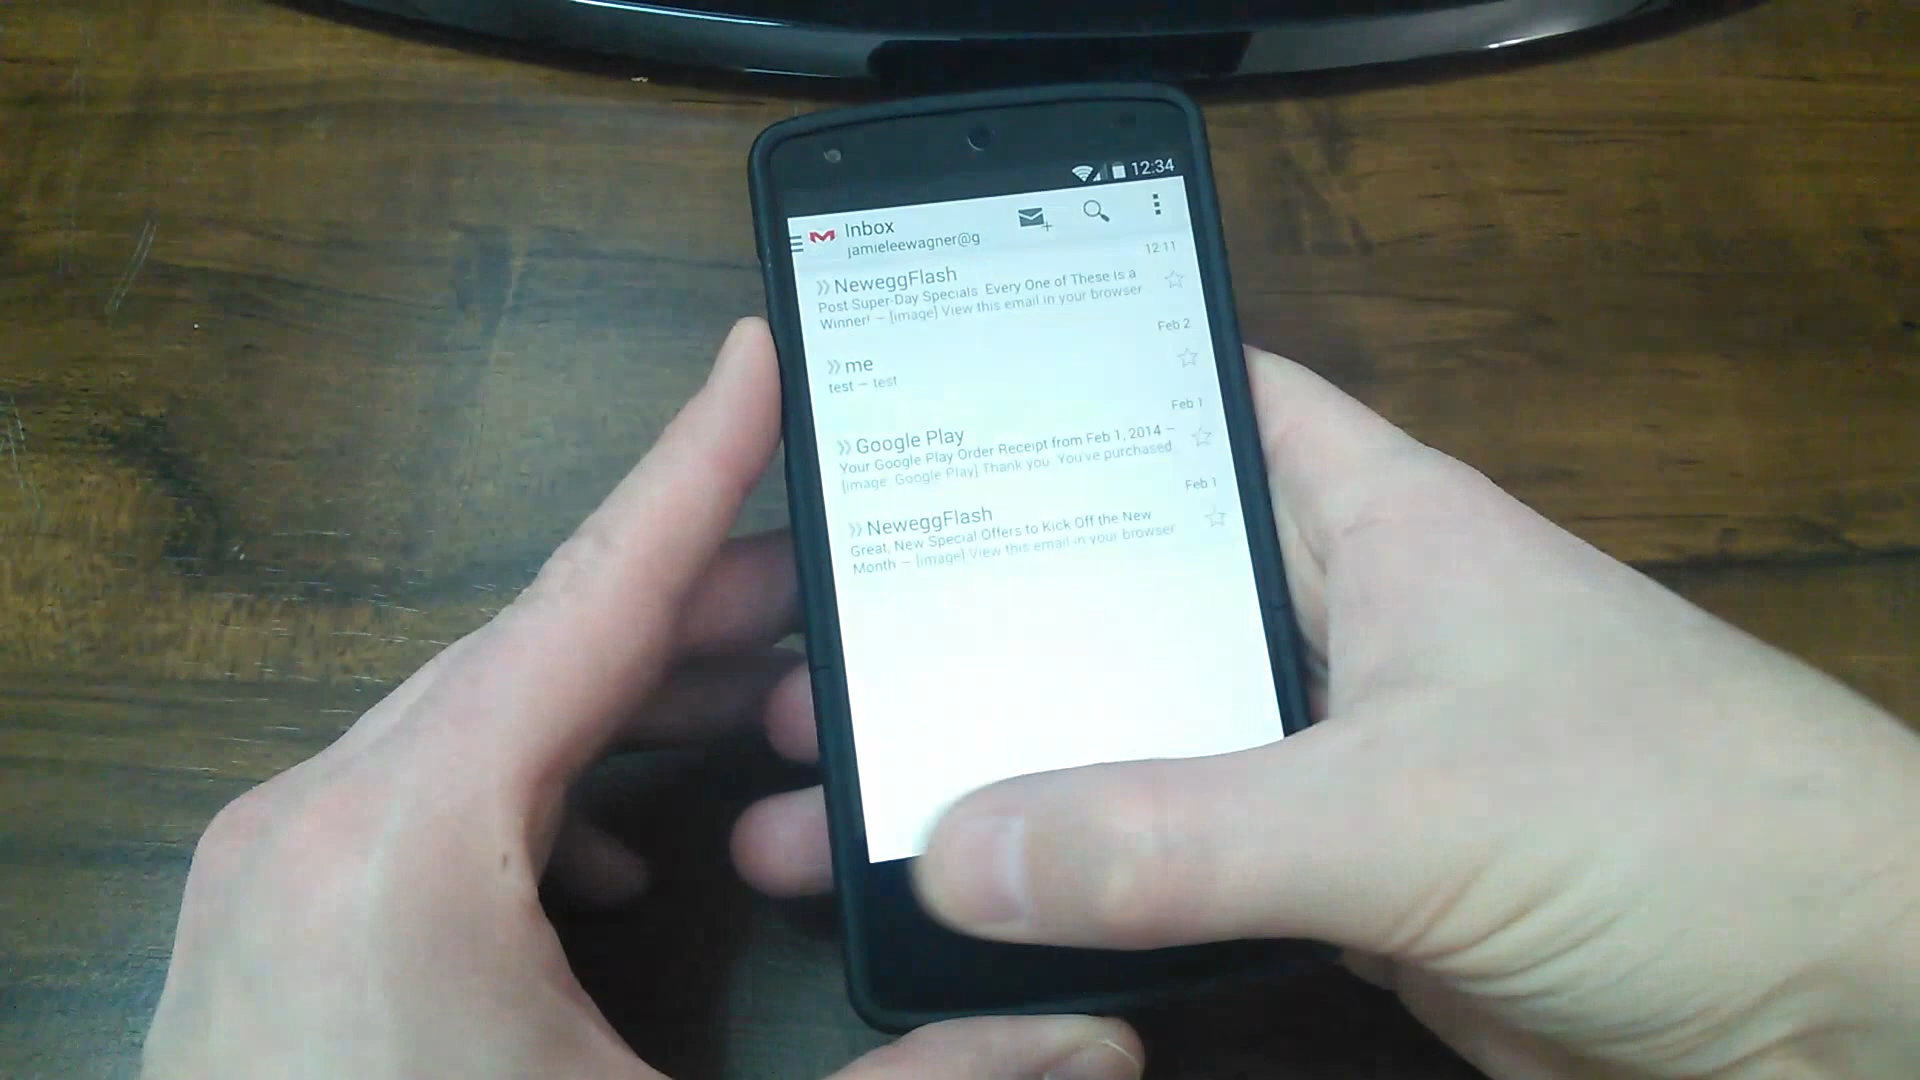 12:34
Inbox
jamieleewagner@g
12:11
NeweggFlash
Post Super-Day Specials: Every One of These Is a
Winner! – [image] View this email in your browser
Feb 2
me
test – test
Feb 1
Google Play
Your Google Play Order Receipt from Feb 1, 2014 –
[image: Google Play] Thank you. You've purchased
Feb 1
NeweggFlash
Great, New Special Offers to Kick Off the New
Month – [image] View this email in your browser